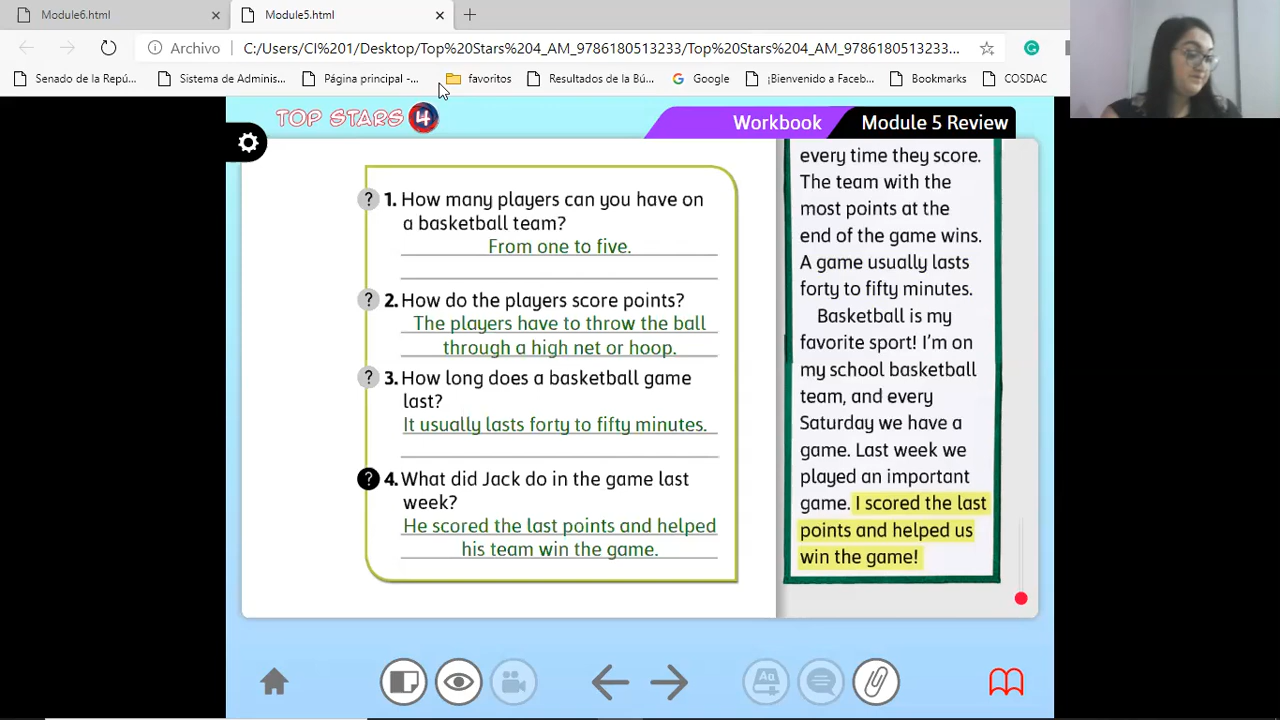 Module6.html
Module5.html
Archivo
C:/Users/CI%201/Desktop/Top%20Stars%204_AM_9786180513233/Top%20Stars%204_AM_9786180513233...
Senado de la Repú...
Sistema de Adminis...
Página principal -...
favoritos
Resultados de la Bú...
Google
¡Bienvenido a Faceb...
Bookmarks
COSDAC
TOP STARS 4
Workbook
Module 5 Review
? 1. How many players can you have on
a basketball team?
From one to five.
? 2. How do the players score points?
The players have to throw the ball
through a high net or hoop.
? 3. How long does a basketball game
last?
It usually lasts forty to fifty minutes.
? 4. What did Jack do in the game last
week?
He scored the last points and helped
his team win the game.
every time they score.
The team with the
most points at the
end of the game wins.
A game usually lasts
forty to fifty minutes.
Basketball is my
favorite sport! I'm on
my school basketball
team, and every
Saturday we have a
game. Last week we
played an important
game. I scored the last
points and helped us
win the game!
Aa